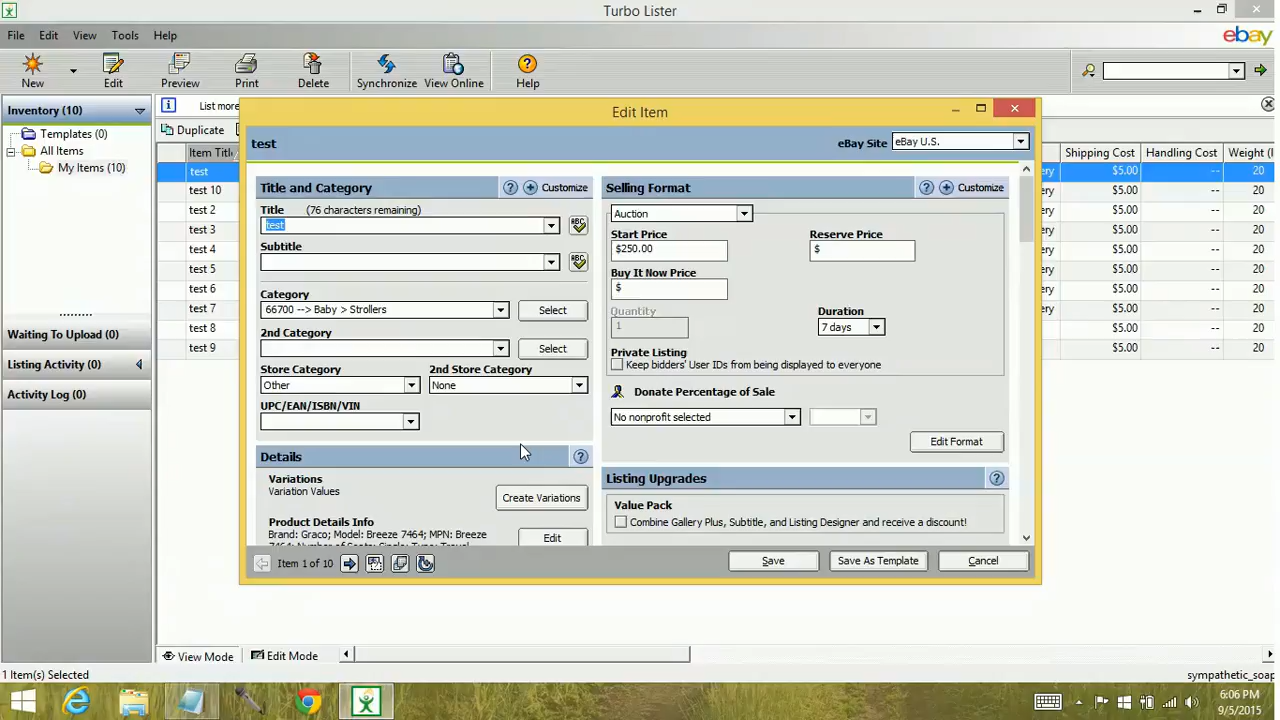 Turbo Lister
File Edit View Tools Help
ebay
New Edit Preview Print Delete Synchronize View Online Help
Inventory (10)
Templates (0)
All Items
My Items (10)
Waiting To Upload (0)
Listing Activity (0)
Activity Log (0)
List more
Duplicate
Item Title
test
test 10
test 2
test 3
test 4
test 5
test 6
test 7
test 8
test 9
Edit Item
test
eBay Site eBay U.S.
Title and Category
Customize
Title (76 characters remaining)
test
ABC
Subtitle
ABC
Category
66700 --> Baby > Strollers
Select
2nd Category
Select
Store Category 2nd Store Category
Other None
UPC/EAN/ISBN/VIN
Details
Variations
Variation Values
Create Variations
Product Details Info
Brand: Graco; Model: Breeze 7464; MPN: Breeze
Edit
Item 1 of 10
Selling Format
Customize
Auction
Start Price Reserve Price
$250.00 $
Buy It Now Price
$
Quantity Duration
1 7 days
Private Listing
Keep bidders' User IDs from being displayed to everyone
Donate Percentage of Sale
No nonprofit selected
Edit Format
Listing Upgrades
Value Pack
Combine Gallery Plus, Subtitle, and Listing Designer and receive a discount!
Save Save As Template Cancel
Shipping Cost Handling Cost Weight (l
$5.00 -- 20
$5.00 -- 20
$5.00 -- 20
$5.00 -- 20
$5.00 -- 20
$5.00 -- 20
$5.00 -- 20
$5.00 -- 20
$5.00 -- 20
$5.00 -- 20
View Mode Edit Mode
1 Item(s) Selected
sympathetic_soap
6:06 PM
9/5/2015